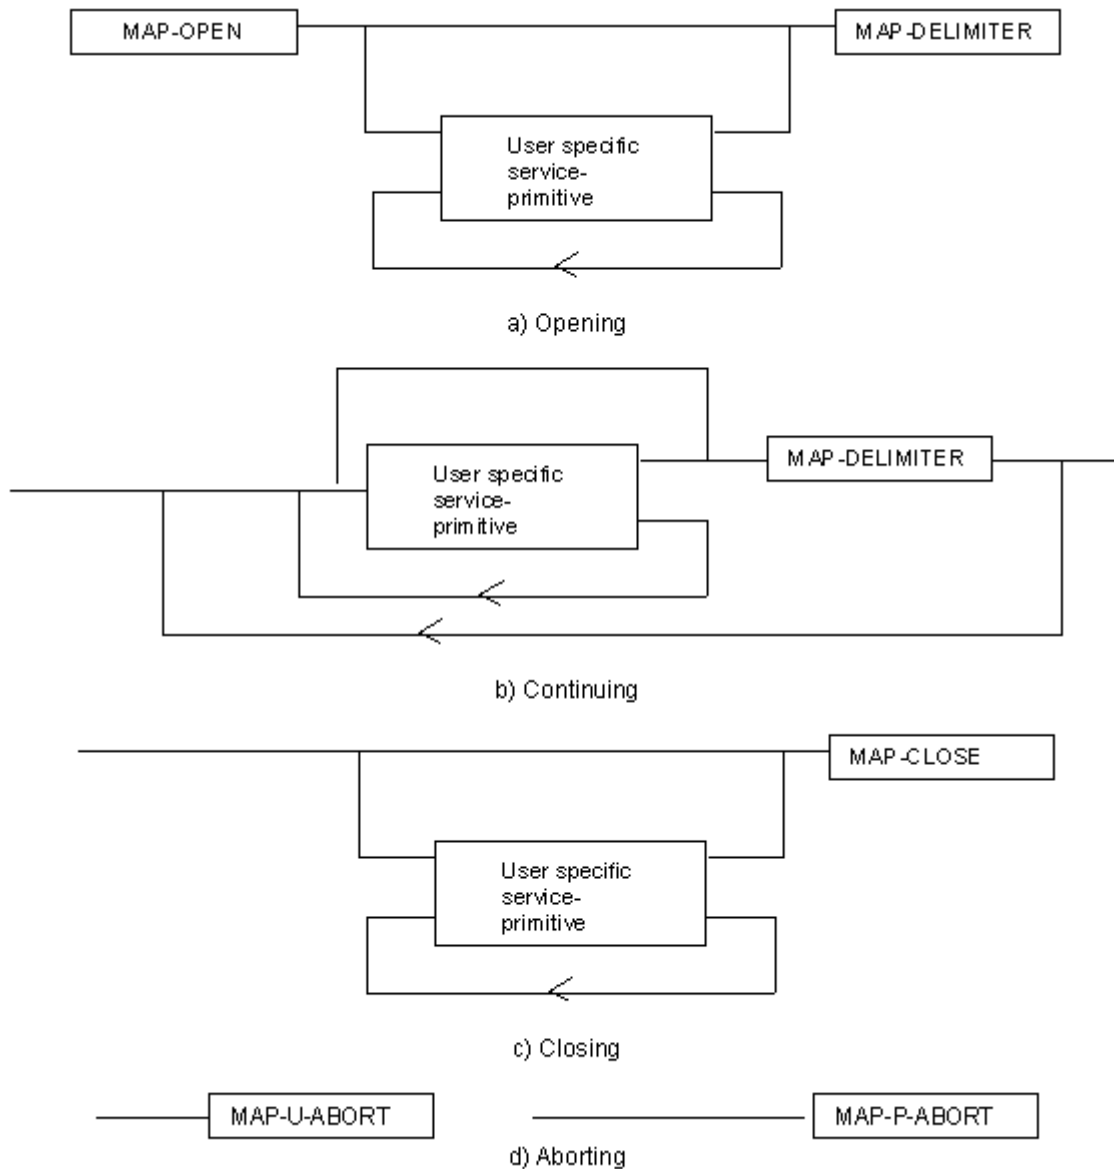 MAP-OPEN
MAP-DELIMITER
User specific
service-
primitive
a) Opening
User specific
service-
primitive
MAP-DELIMITER
b) Continuing
MAP-CLOSE
User specific
service-
primitive
c) Closing
MAP-U-ABORT
MAP-P-ABORT
d) Aborting